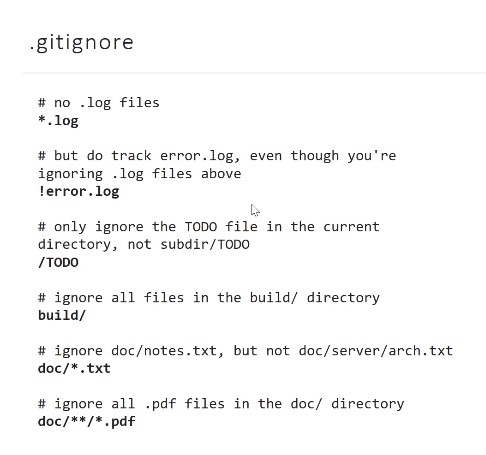 .gitignore
# no .log files
*.log
# but do track error.log, even though you're
ignoring .log files above
!error.log
# only ignore the TODO file in the current
directory, not subdir/TODO
/TODO
# ignore all files in the build/ directory
build/
# ignore doc/notes.txt, but not doc/server/arch.txt
doc/*.txt
# ignore all .pdf files in the doc/ directory
doc/**/*.pdf